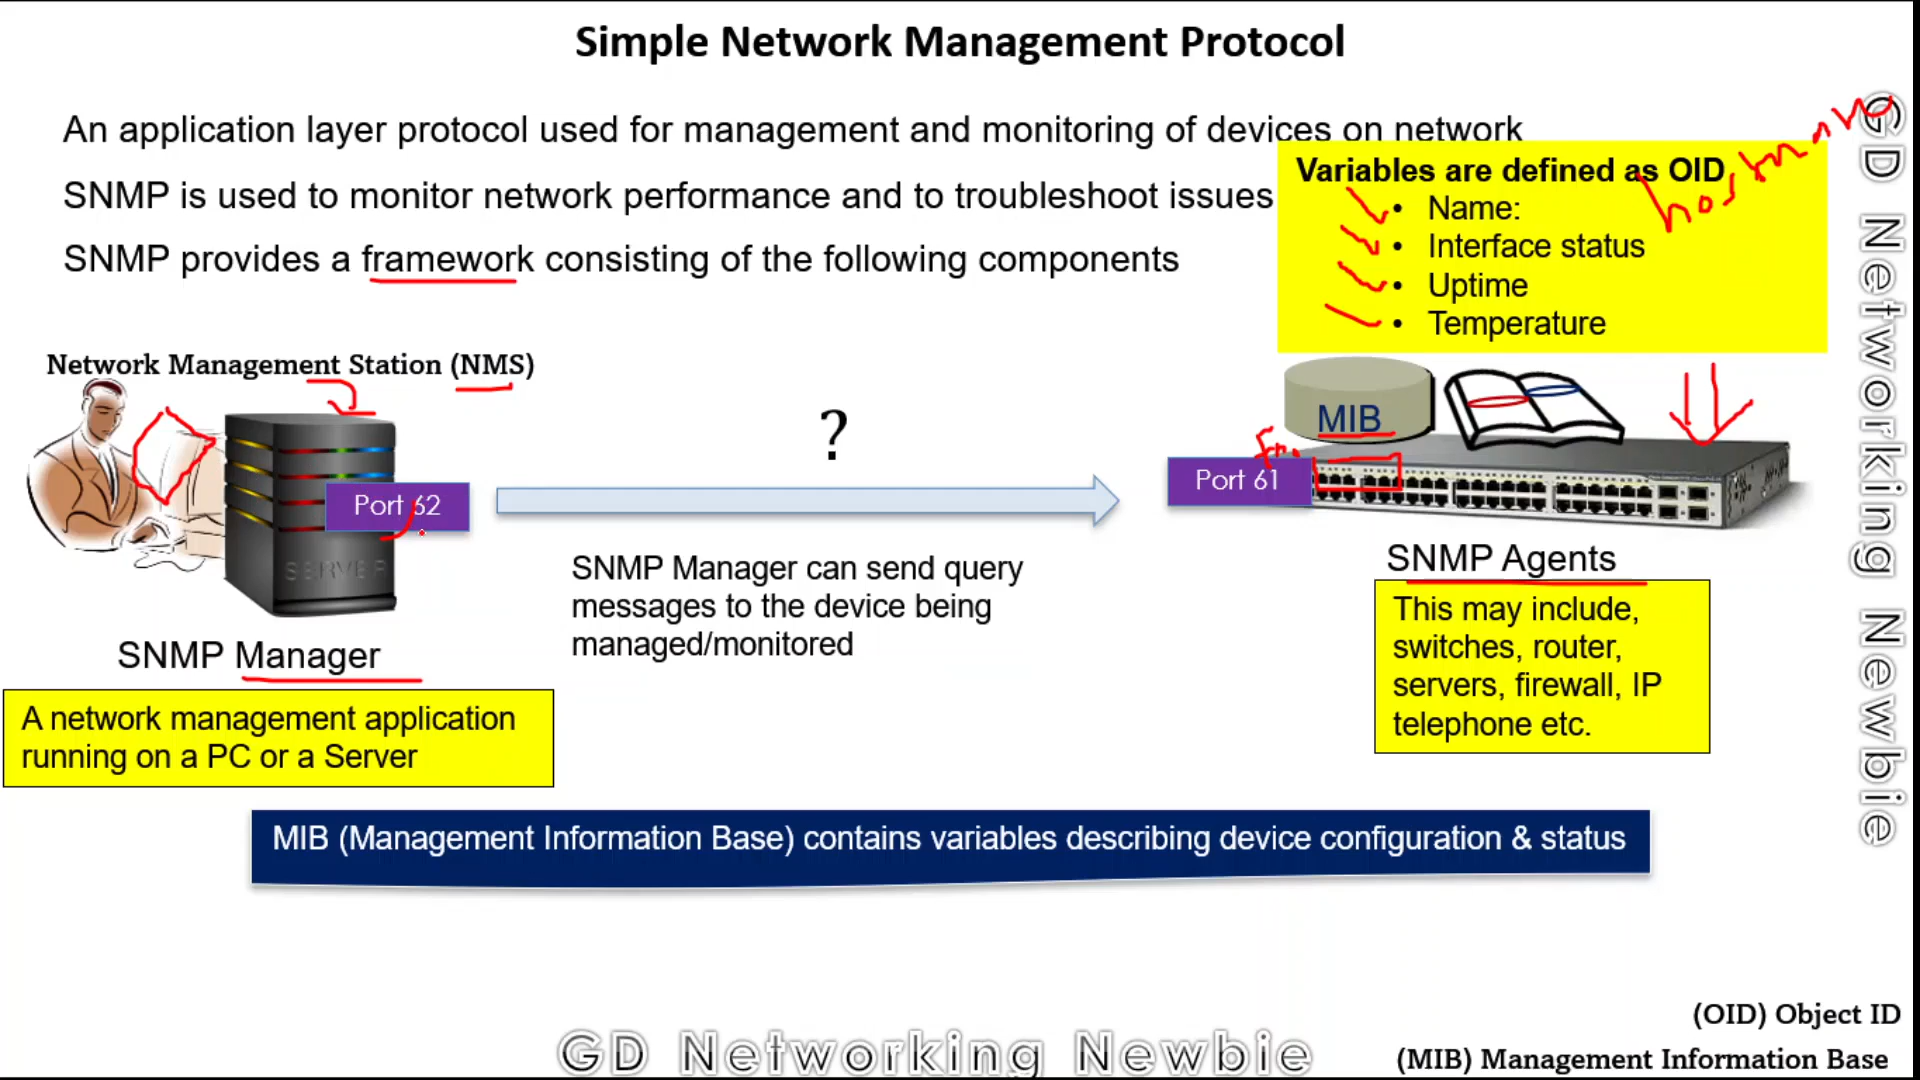 Simple Network Management Protocol
An application layer protocol used for management and monitoring of devices on network
SNMP is used to monitor network performance and to troubleshoot issues
SNMP provides a framework consisting of the following components
Variables are defined as OID
• Name:
• Interface status
• Uptime
• Temperature
hostname
Network Management Station (NMS)
?
MIB
Port 62
Port 61
SERVER
SNMP Manager can send query
messages to the device being
managed/monitored
SNMP Agents
This may include,
switches, router,
servers, firewall, IP
telephone etc.
SNMP Manager
A network management application
running on a PC or a Server
MIB (Management Information Base) contains variables describing device configuration & status
(OID) Object ID
(MIB) Management Information Base
GD Networking Newbie
GD Networking Newbie